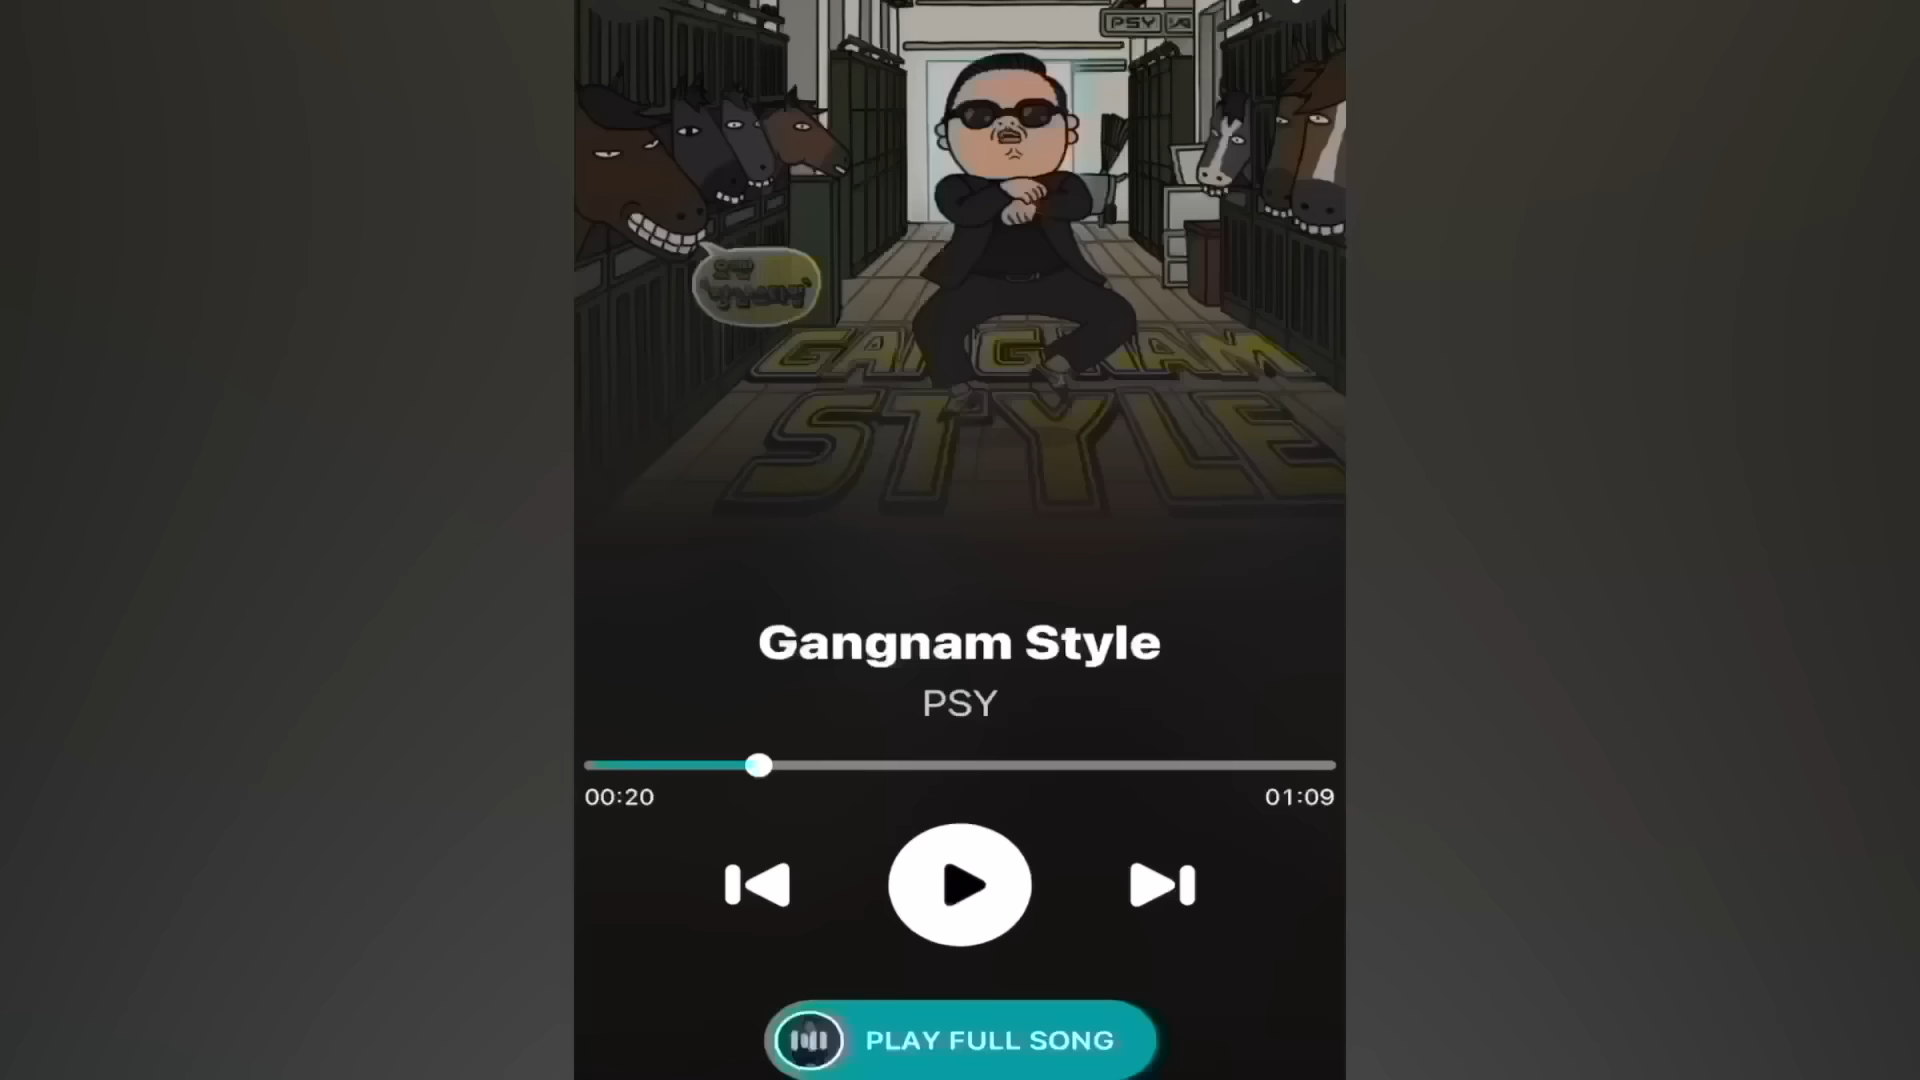 PSY
GANGNAM
STYLE
Gangnam Style
PSY
00:20
01:09
PLAY FULL SONG